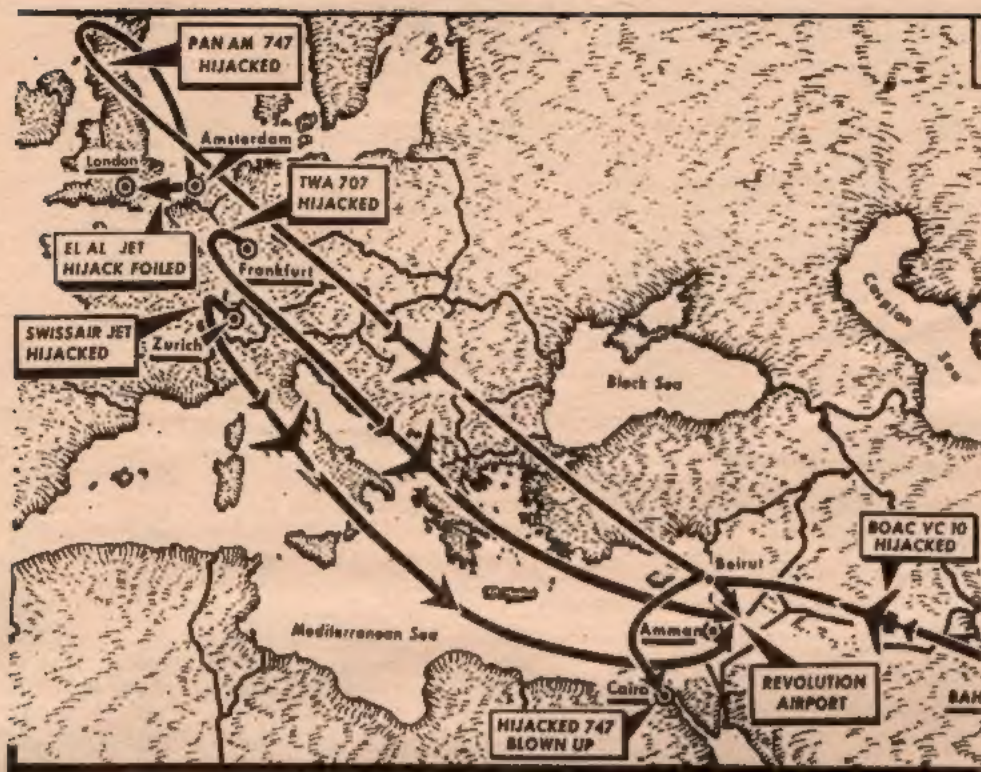 PAN AM 747
HIJACKED
London
Amsterdam
TWA 707
HIJACKED
EL AL JET
HIJACK FOILED
Frankfurt
SWISSAIR JET
HIJACKED
Zurich
Caspian
Sea
Black Sea
BOAC VC 10
HIJACKED
Beirut
Mediterranean Sea
Amman
Cairo
REVOLUTION
AIRPORT
BAH
HIJACKED 747
BLOWN UP